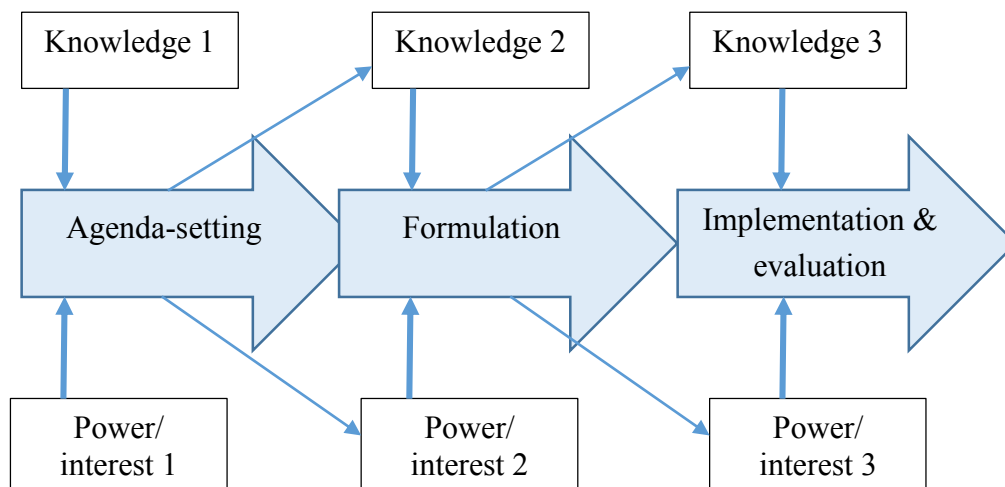 Knowledge 1
Knowledge 2
Knowledge 3
Agenda-setting
Formulation
Implementation &
evaluation
Power/
interest 1
Power/
interest 2
Power/
interest 3